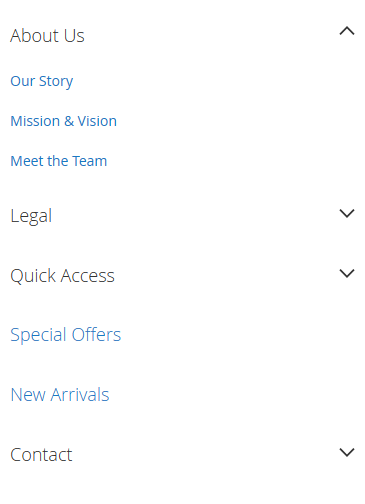 About Us
Our Story
Mission & Vision
Meet the Team
Legal
Quick Access
Special Offers
New Arrivals
Contact